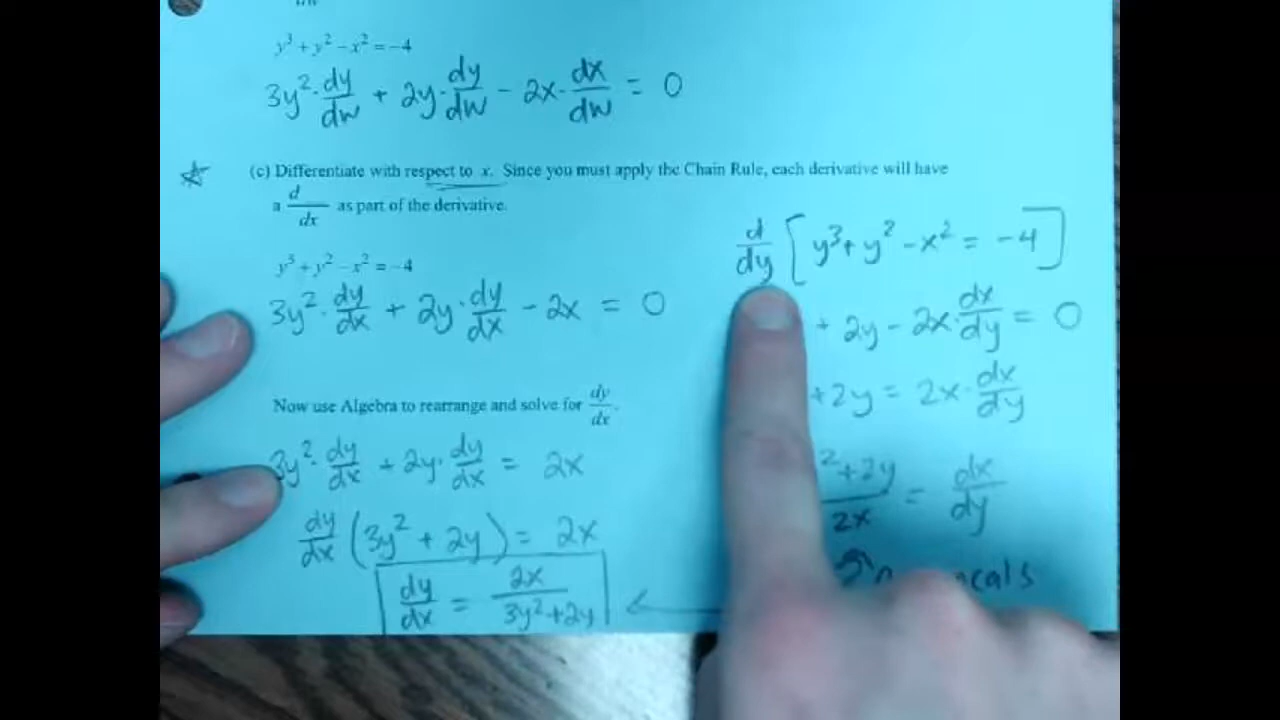 y³ + y² − x² = −4
3y² · dy/dw + 2y · dy/dw − 2x · dx/dw = 0
(c) Differentiate with respect to x. Since you must apply the Chain Rule, each derivative will have
a d/dx as part of the derivative.
y³ + y² − x² = −4
3y² · dy/dx + 2y · dy/dx − 2x = 0
Now use Algebra to rearrange and solve for dy/dx.
3y² · dy/dx + 2y · dy/dx = 2x
dy/dx (3y² + 2y) = 2x
dy/dx = 2x/(3y² + 2y)
d/dy [y³ + y² − x² = −4]
+ 2y − 2x · dx/dy = 0
+ 2y = 2x · dx/dy
² + 2y / 2x = dx/dy